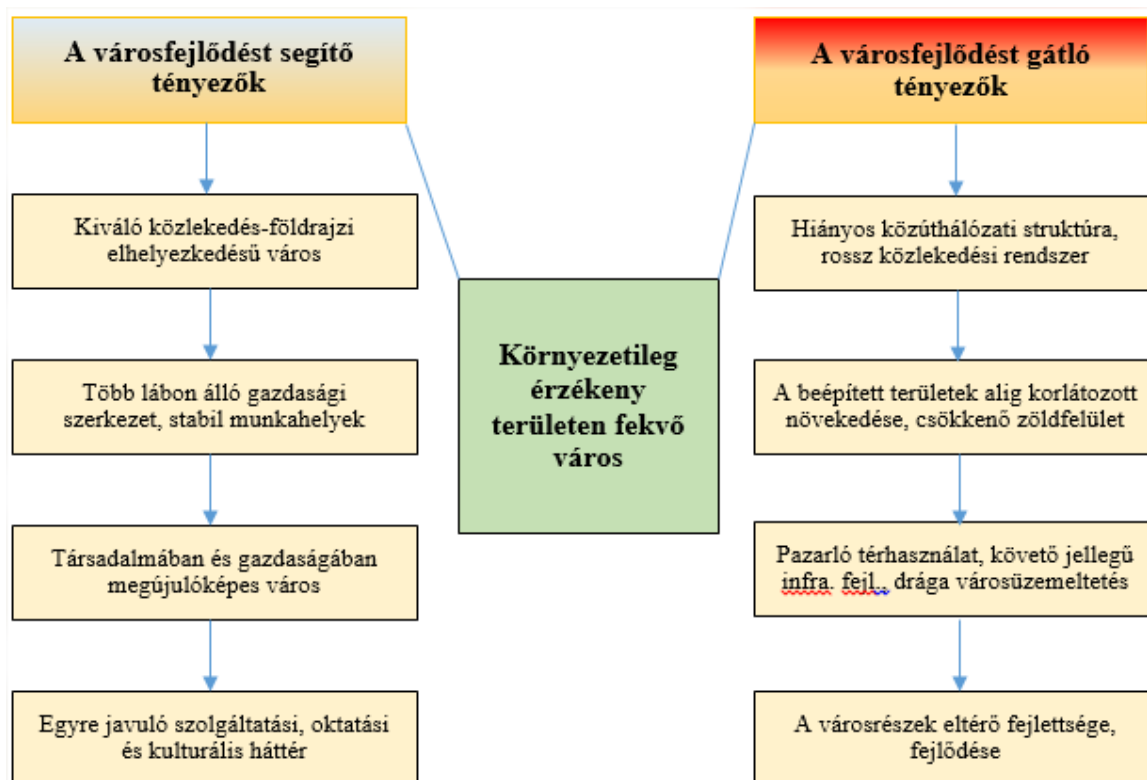 A városfejlődést segítő
tényezők
Kiváló közlekedés-földrajzi
elhelyezkedésű város
Több lábon álló gazdasági
szerkezet, stabil munkahelyek
Társadalmában és gazdaságában
megújulóképes város
Egyre javuló szolgáltatási, oktatási
és kulturális háttér
Környezetileg
érzékeny
területen fekvő
város
A városfejlődést gátló
tényezők
Hiányos közúthálózati struktúra,
rossz közlekedési rendszer
A beépített területek alig korlátozott
növekedése, csökkenő zöldfelület
Pazarló térhasználat, követő jellegű
infra. fejl., drága városüzemeltetés
A városrészek eltérő fejlettsége,
fejlődése